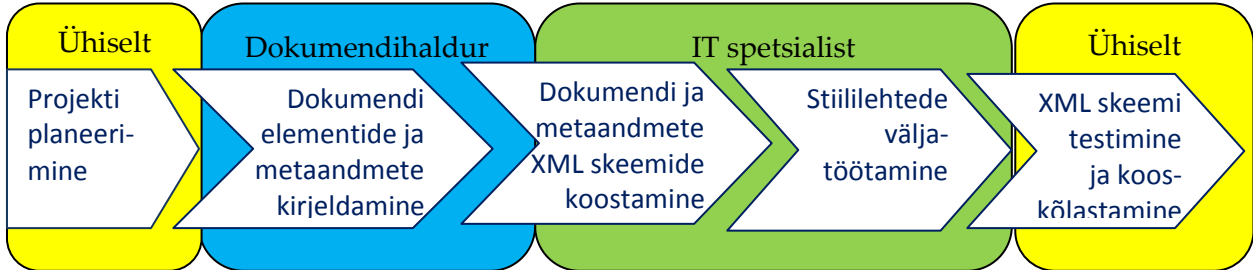 Ühiselt
Dokumendihaldur
IT spetsialist
Ühiselt
Projekti
planeeri-
mine
Dokumendi
elementide ja
metaandmete
kirjeldamine
Dokumendi ja
metaandmete
XML skeemide
koostamine
Stiililehtede
välja-
töötamine
XML skeemi
testimine
ja koos-
kõlastamine